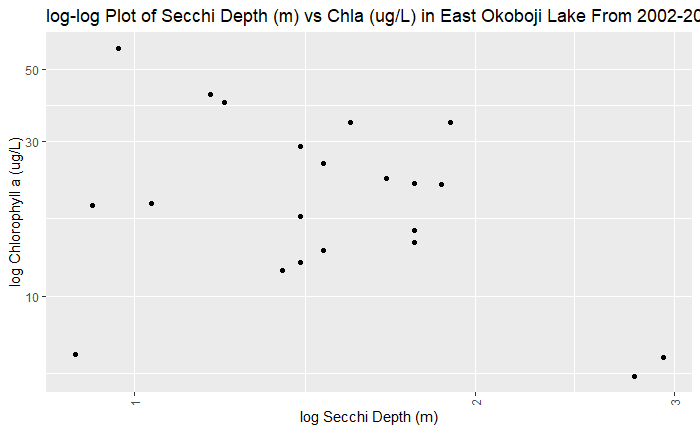 log-log Plot of Secchi Depth (m) vs Chla (ug/L) in East Okoboji Lake From 2002-20
50
30
10
log Chlorophyll a (ug/L)
1
2
3
log Secchi Depth (m)